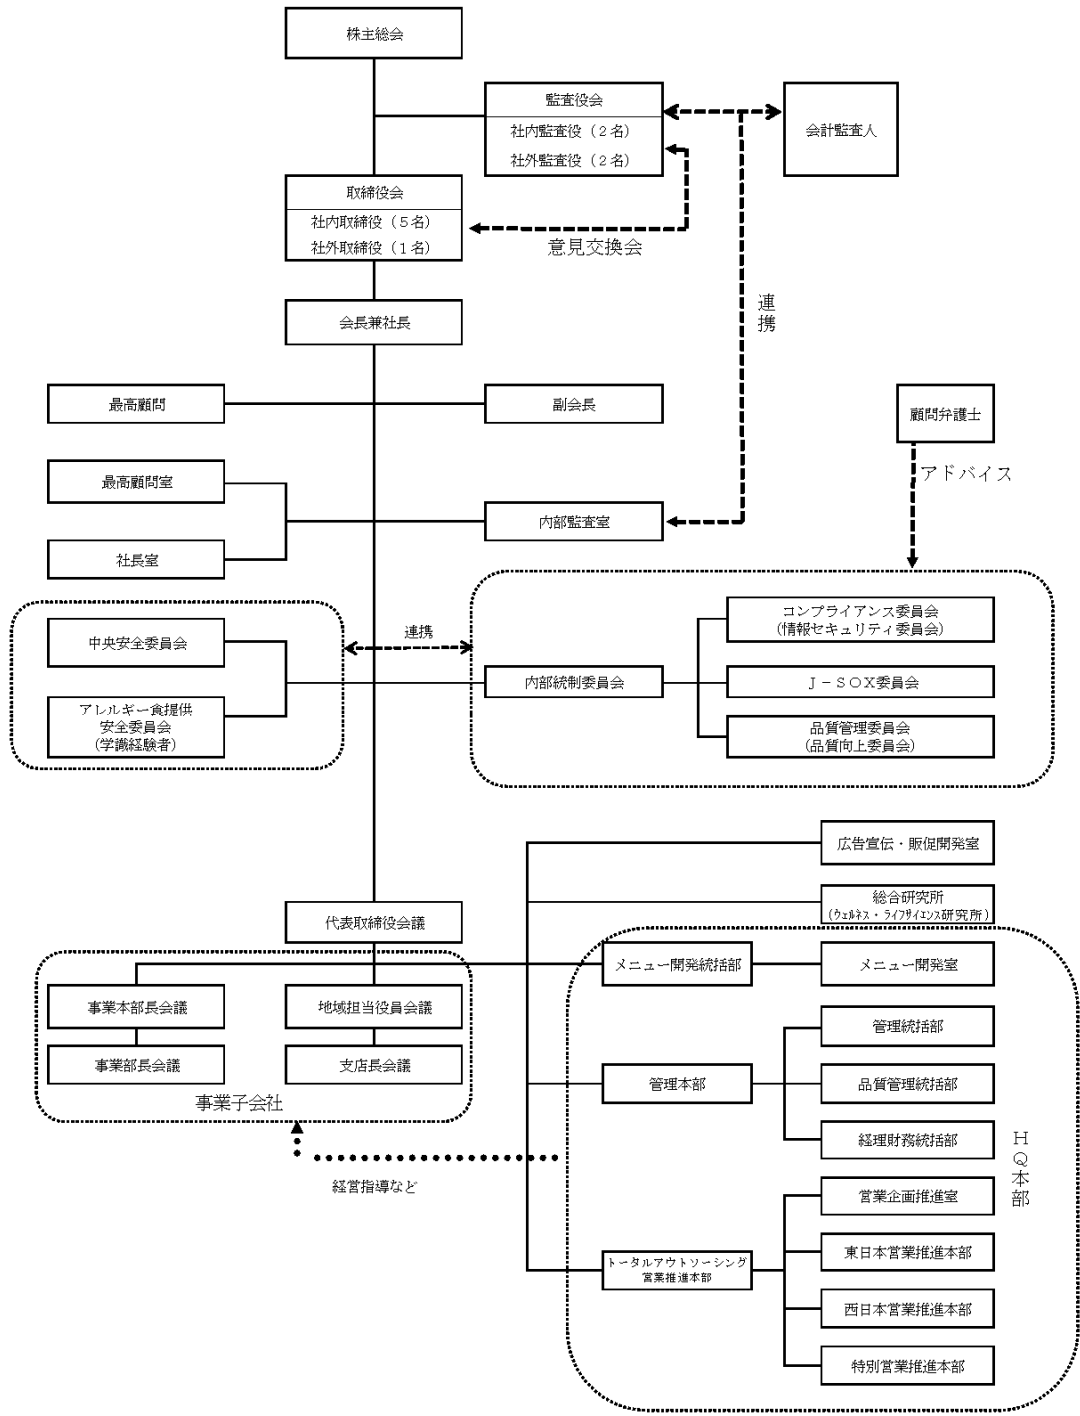 株主総会
監査役会
社内監査役（２名）
社外監査役（２名）
会計監査人
取締役会
社内取締役（５名）
社外取締役（１名）
意見交換会
連携
会長兼社長
最高顧問
副会長
顧問弁護士
アドバイス
最高顧問室
内部監査室
社長室
中央安全委員会
アレルギー食提供
安全委員会
(学識経験者)
連携
内部統制委員会
コンプライアンス委員会
(情報セキュリティ委員会)
Ｊ－ＳＯＸ委員会
品質管理委員会
(品質向上委員会)
広告宣伝・販促開発室
総合研究所
(ｳｪﾙﾈｽ・ﾗｲﾌｻｲｴﾝｽ研究所)
代表取締役会議
メニュー開発統括部
メニュー開発室
事業本部長会議
地域担当役員会議
事業部長会議
支店長会議
事業子会社
経営指導など
管理本部
管理統括部
品質管理統括部
経理財務統括部
ＨＱ本部
トータルアウトソーシング
営業推進本部
営業企画推進室
東日本営業推進本部
西日本営業推進本部
特別営業推進本部